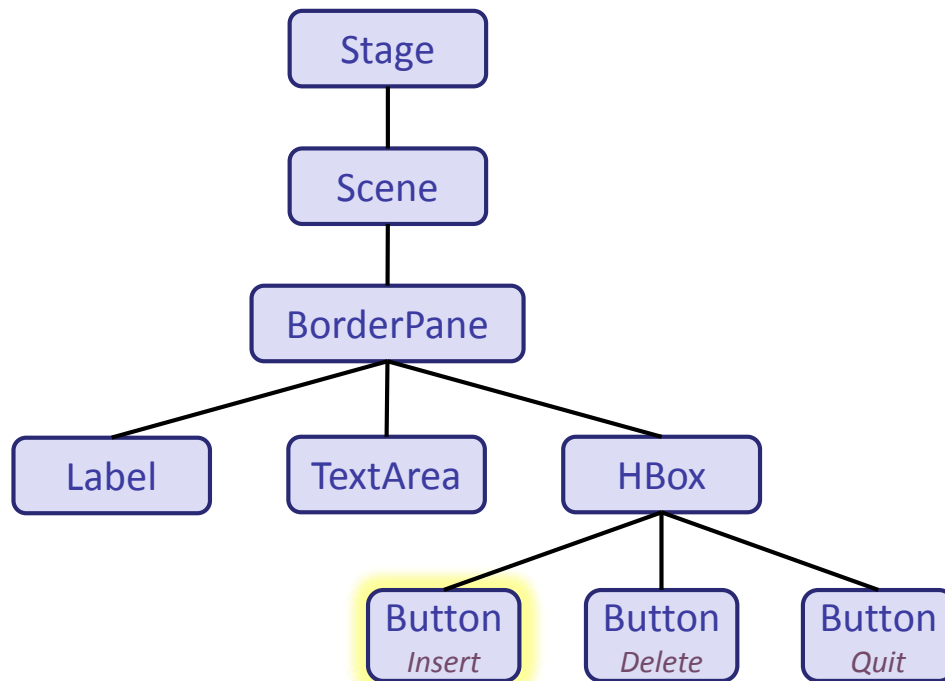 Stage
Scene
BorderPane
Label
TextArea
HBox
Button
Insert
Button
Delete
Button
Quit